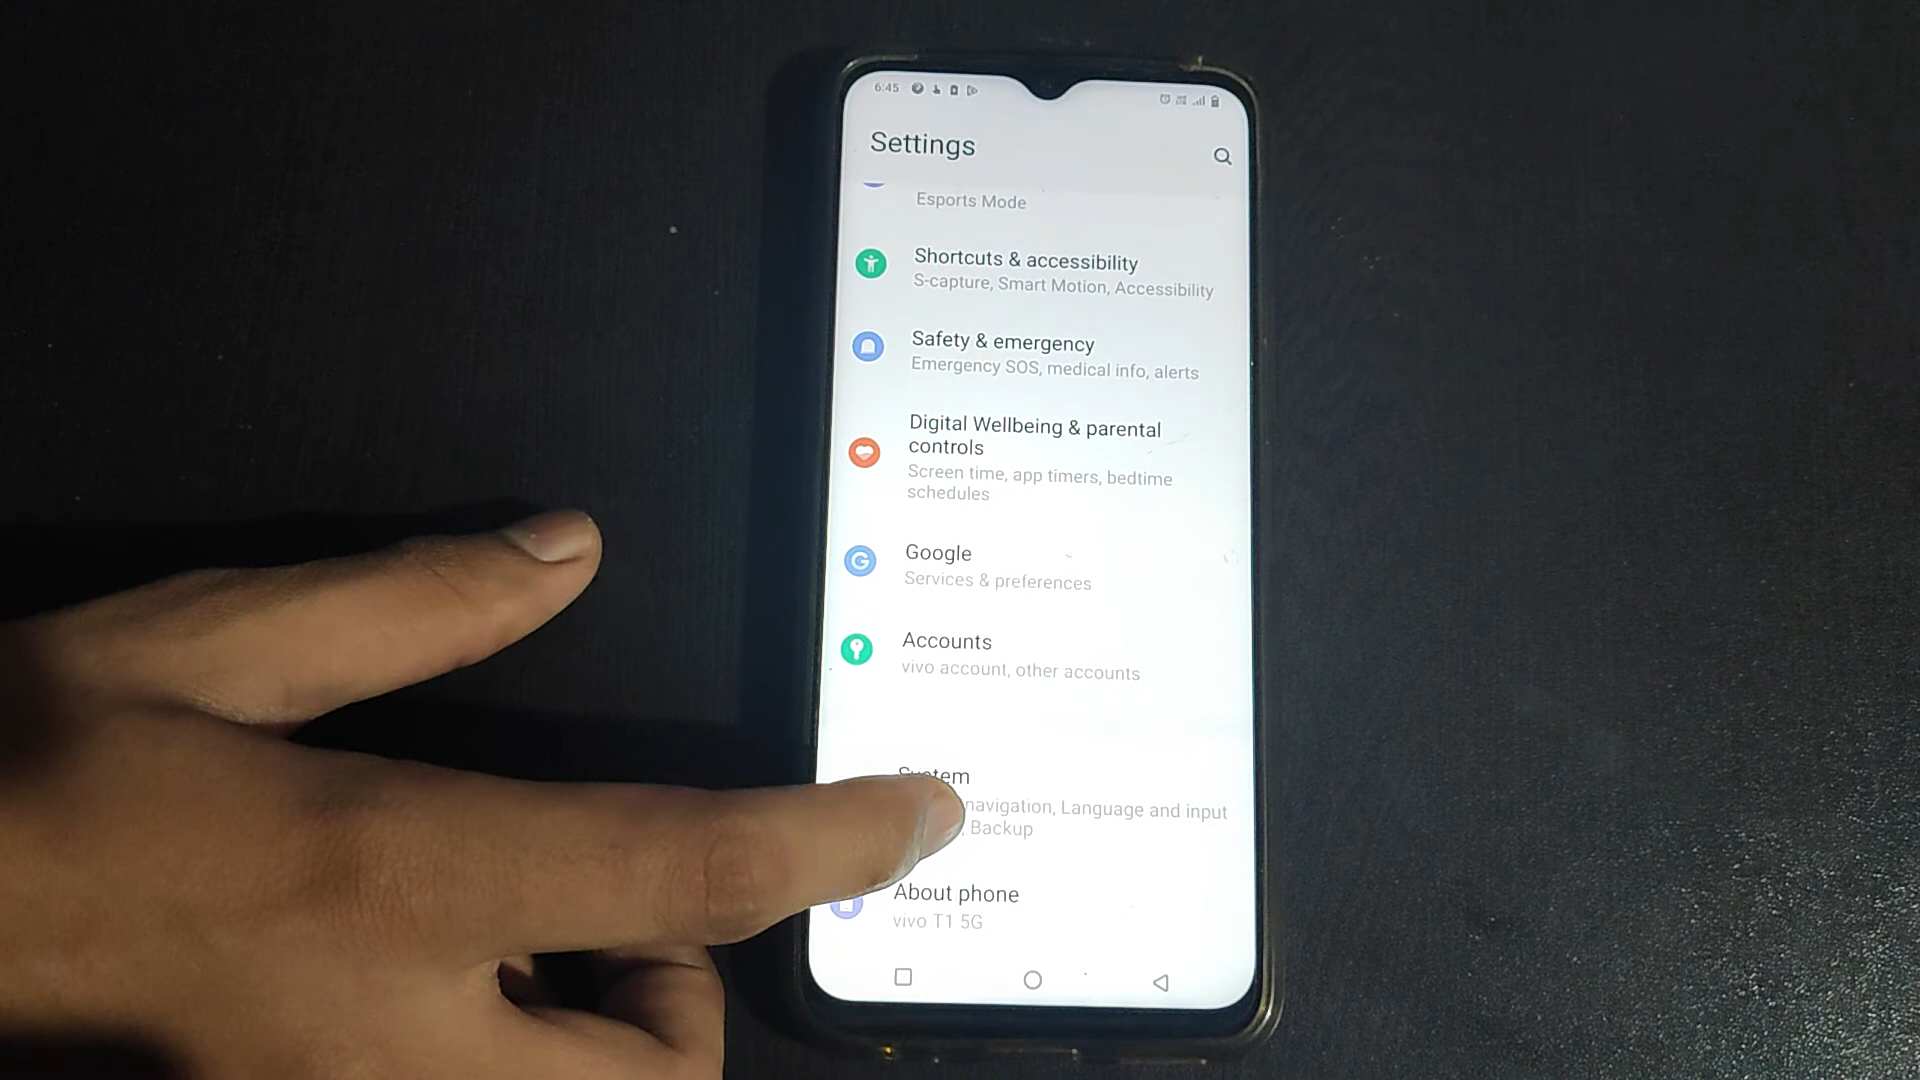 6:45
Settings
Esports Mode
Shortcuts & accessibility
S-capture, Smart Motion, Accessibility
Safety & emergency
Emergency SOS, medical info, alerts
Digital Wellbeing & parental
controls
Screen time, app timers, bedtime
schedules
Google
Services & preferences
Accounts
vivo account, other accounts
System
navigation, Language and input
, Backup
About phone
vivo T1 5G